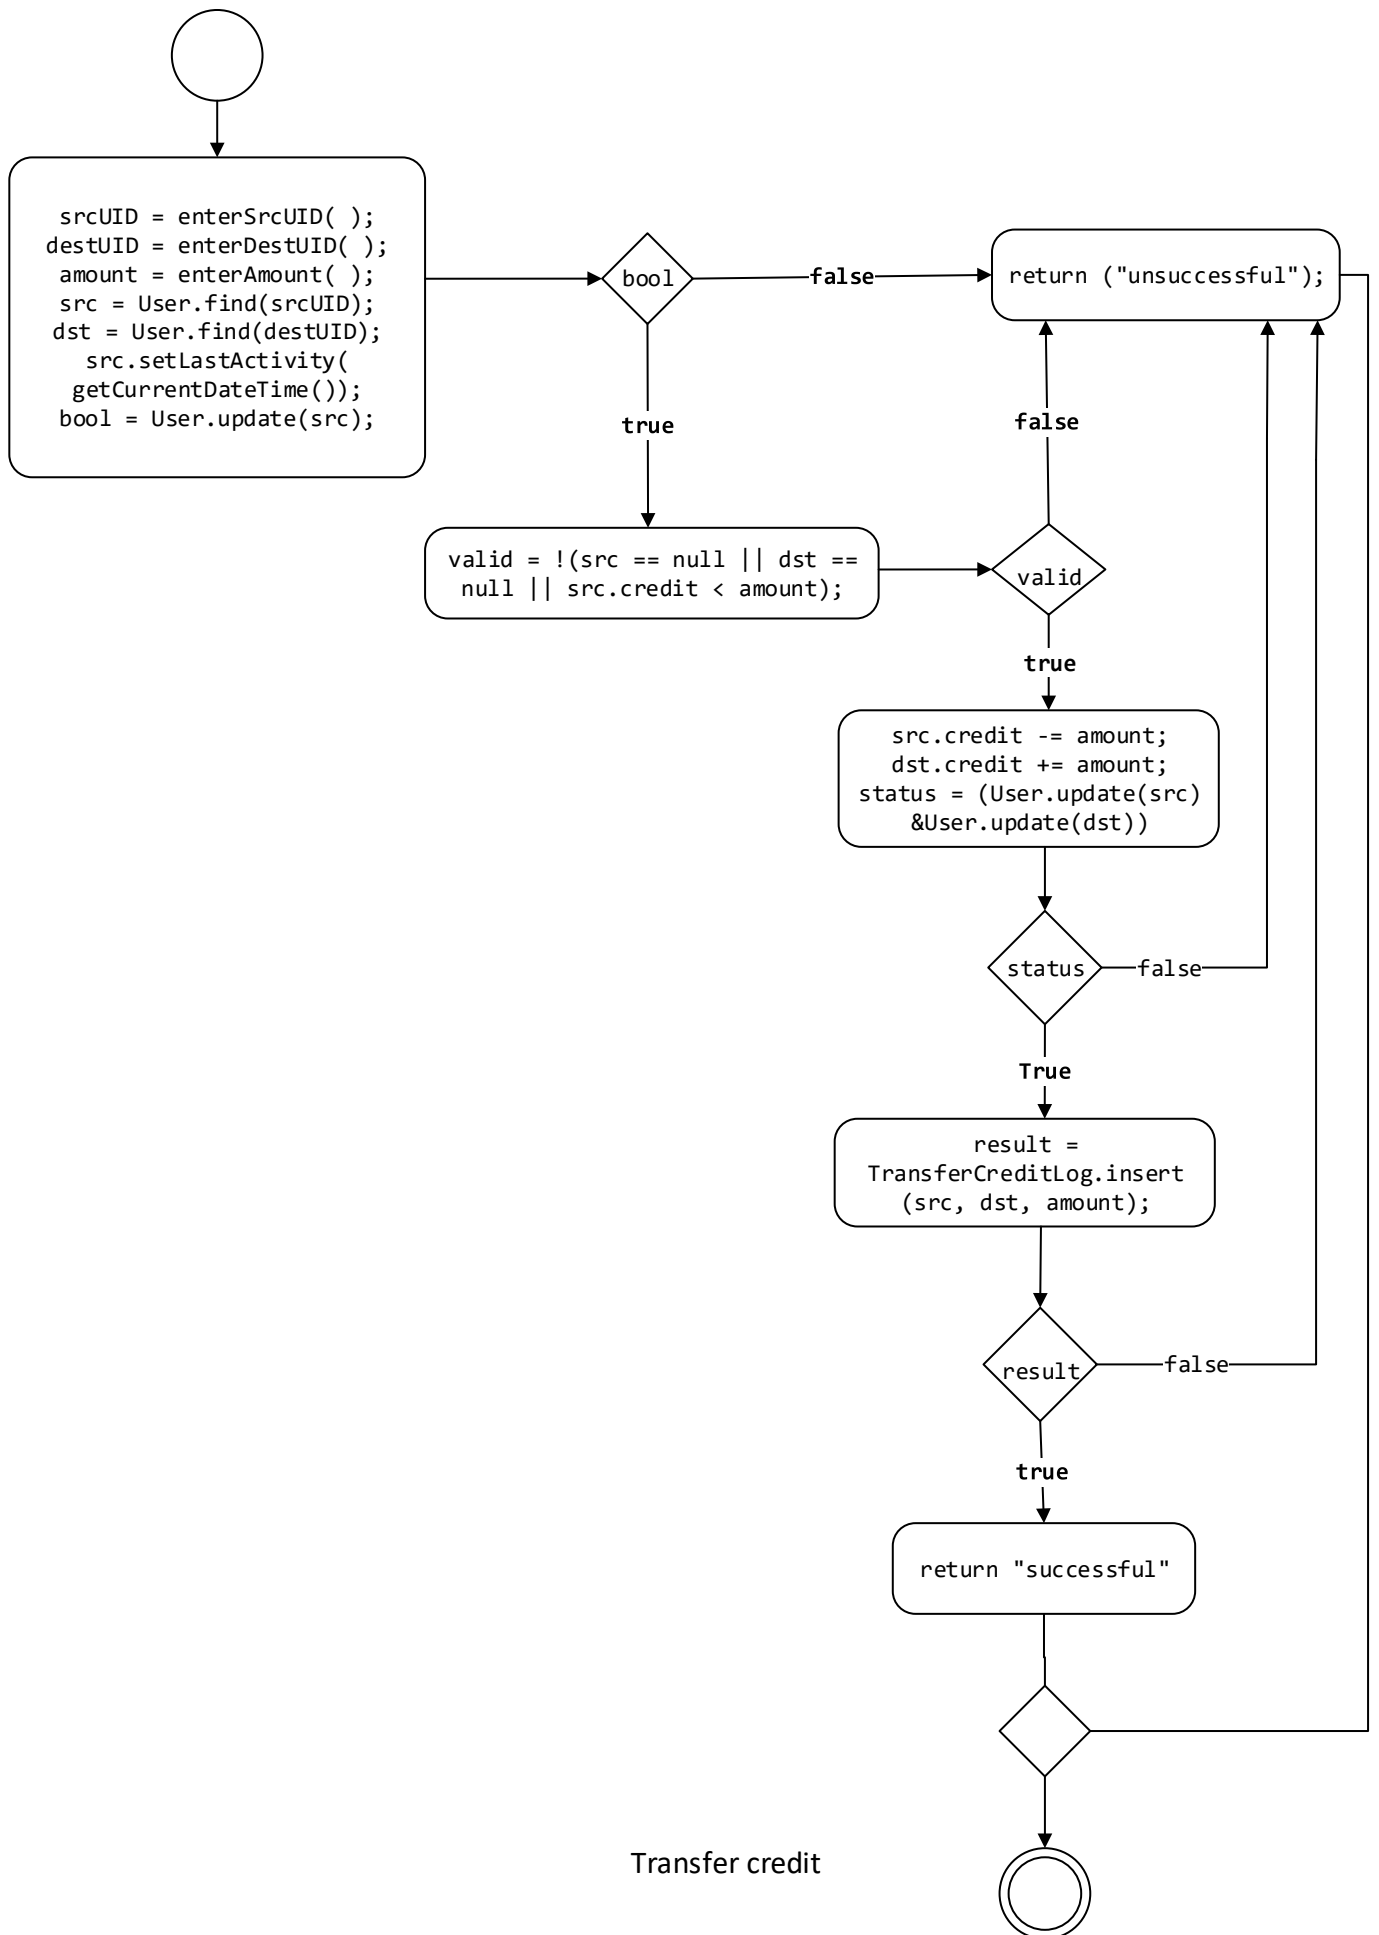 srcUID = enterSrcUID( );
destUID = enterDestUID( );
amount = enterAmount( );
src = User.find(srcUID);
dst = User.find(destUID);
src.setLastActivity(
getCurrentDateTime());
bool = User.update(src);
bool
false
return ("unsuccessful");
true
false
valid = !(src == null || dst ==
null || src.credit < amount);
valid
true
src.credit -= amount;
dst.credit += amount;
status = (User.update(src)
&User.update(dst))
status
false
True
result =
TransferCreditLog.insert
(src, dst, amount);
result
false
true
return "successful"
Transfer credit